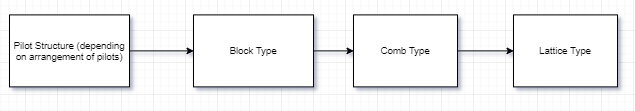 Pilot Structure (depending
on arrangement of pilots)
Block Type
Comb Type
Lattice Type